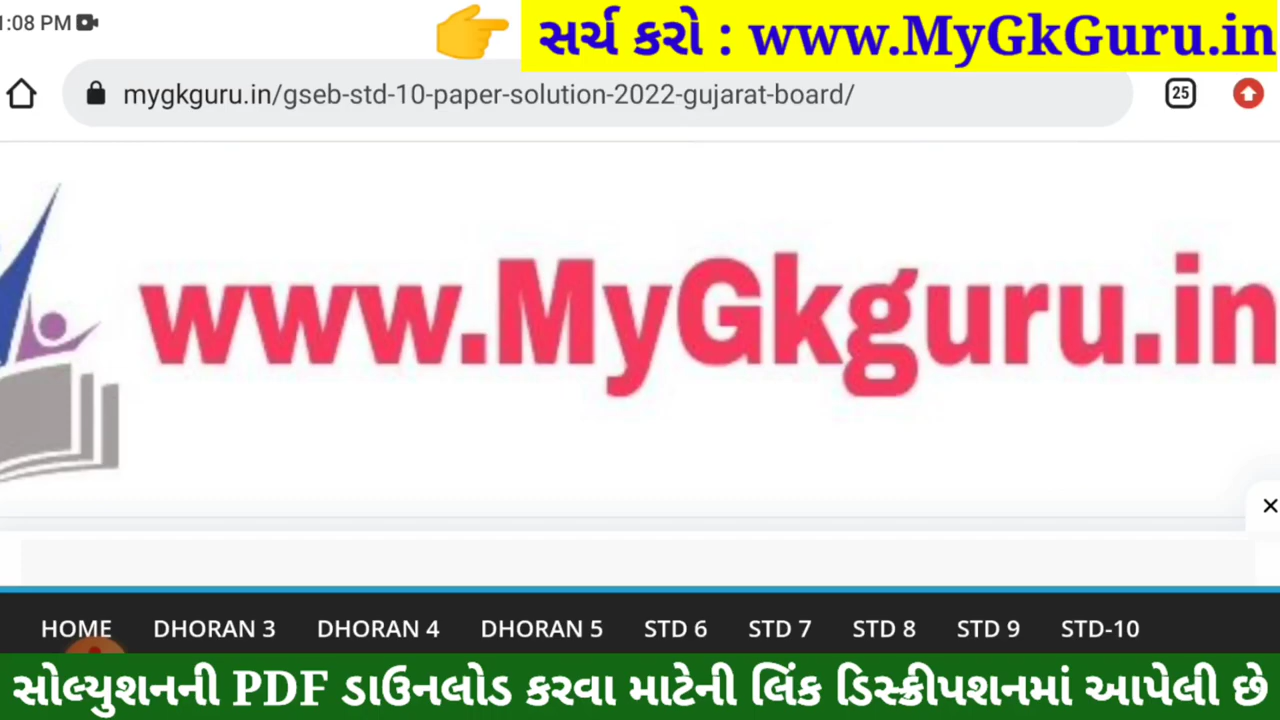 1:08 PM
👉 સર્ચ કરો : www.MyGkGuru.in
mygkguru.in/gseb-std-10-paper-solution-2022-gujarat-board/
25
www.MyGkguru.in
×
HOME DHORAN 3 DHORAN 4 DHORAN 5 STD 6 STD 7 STD 8 STD 9 STD-10
સોલ્યુશનની PDF ડાઉનલોડ કરવા માટેની લિંક ડિસ્ક્રીપશનમાં આપેલી છે